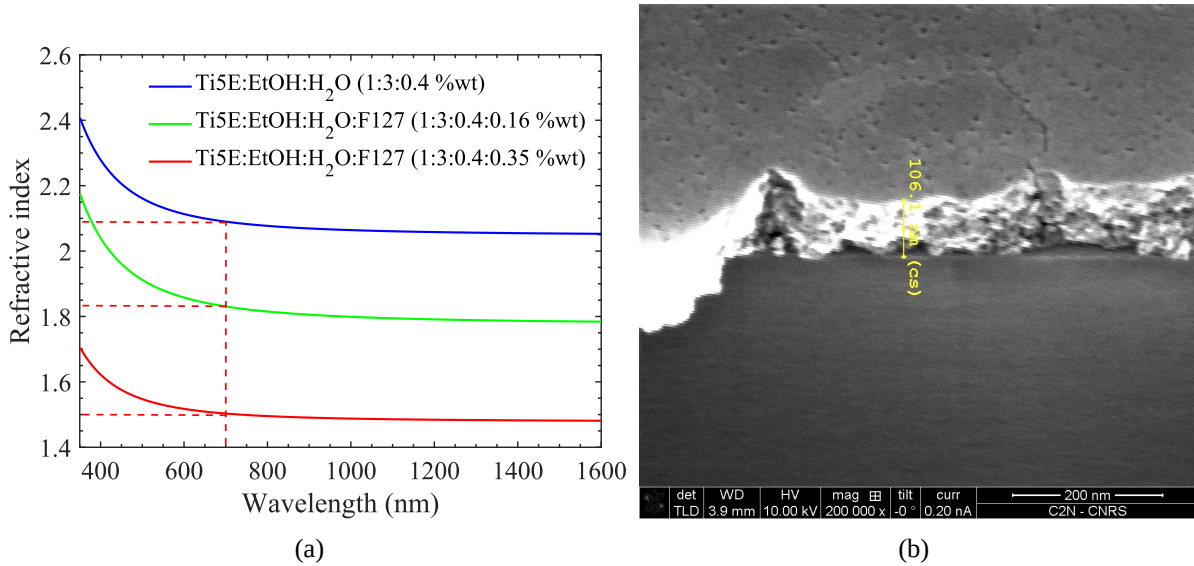 2.6
2.4
2.2
2
1.8
1.6
1.4
Refractive index
Ti5E:EtOH:H2O (1:3:0.4 %wt)
Ti5E:EtOH:H2O:F127 (1:3:0.4:0.16 %wt)
Ti5E:EtOH:H2O:F127 (1:3:0.4:0.35 %wt)
400 600 800 1000 1200 1400 1600
Wavelength (nm)
(a)
106.1 nm (cs)
det WD HV mag tilt curr 200 nm
TLD 3.9 mm 10.00 kV 200 000 x -0 ° 0.20 nA C2N - CNRS
(b)